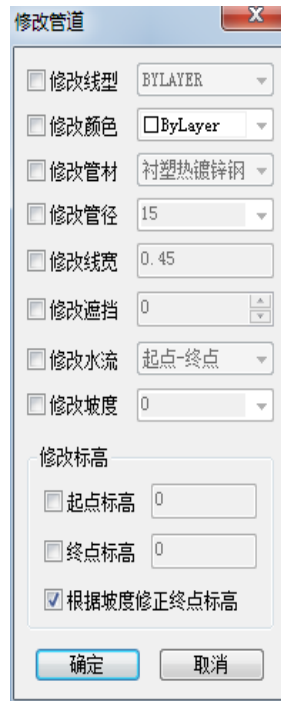 修改管道
修改线型 BYLAYER
修改颜色 ByLayer
修改管材 衬塑热镀锌钢
修改管径 15
修改线宽 0.45
修改遮挡 0
修改水流 起点-终点
修改坡度 0
修改标高
起点标高 0
终点标高 0
根据坡度修正终点标高
确定 取消